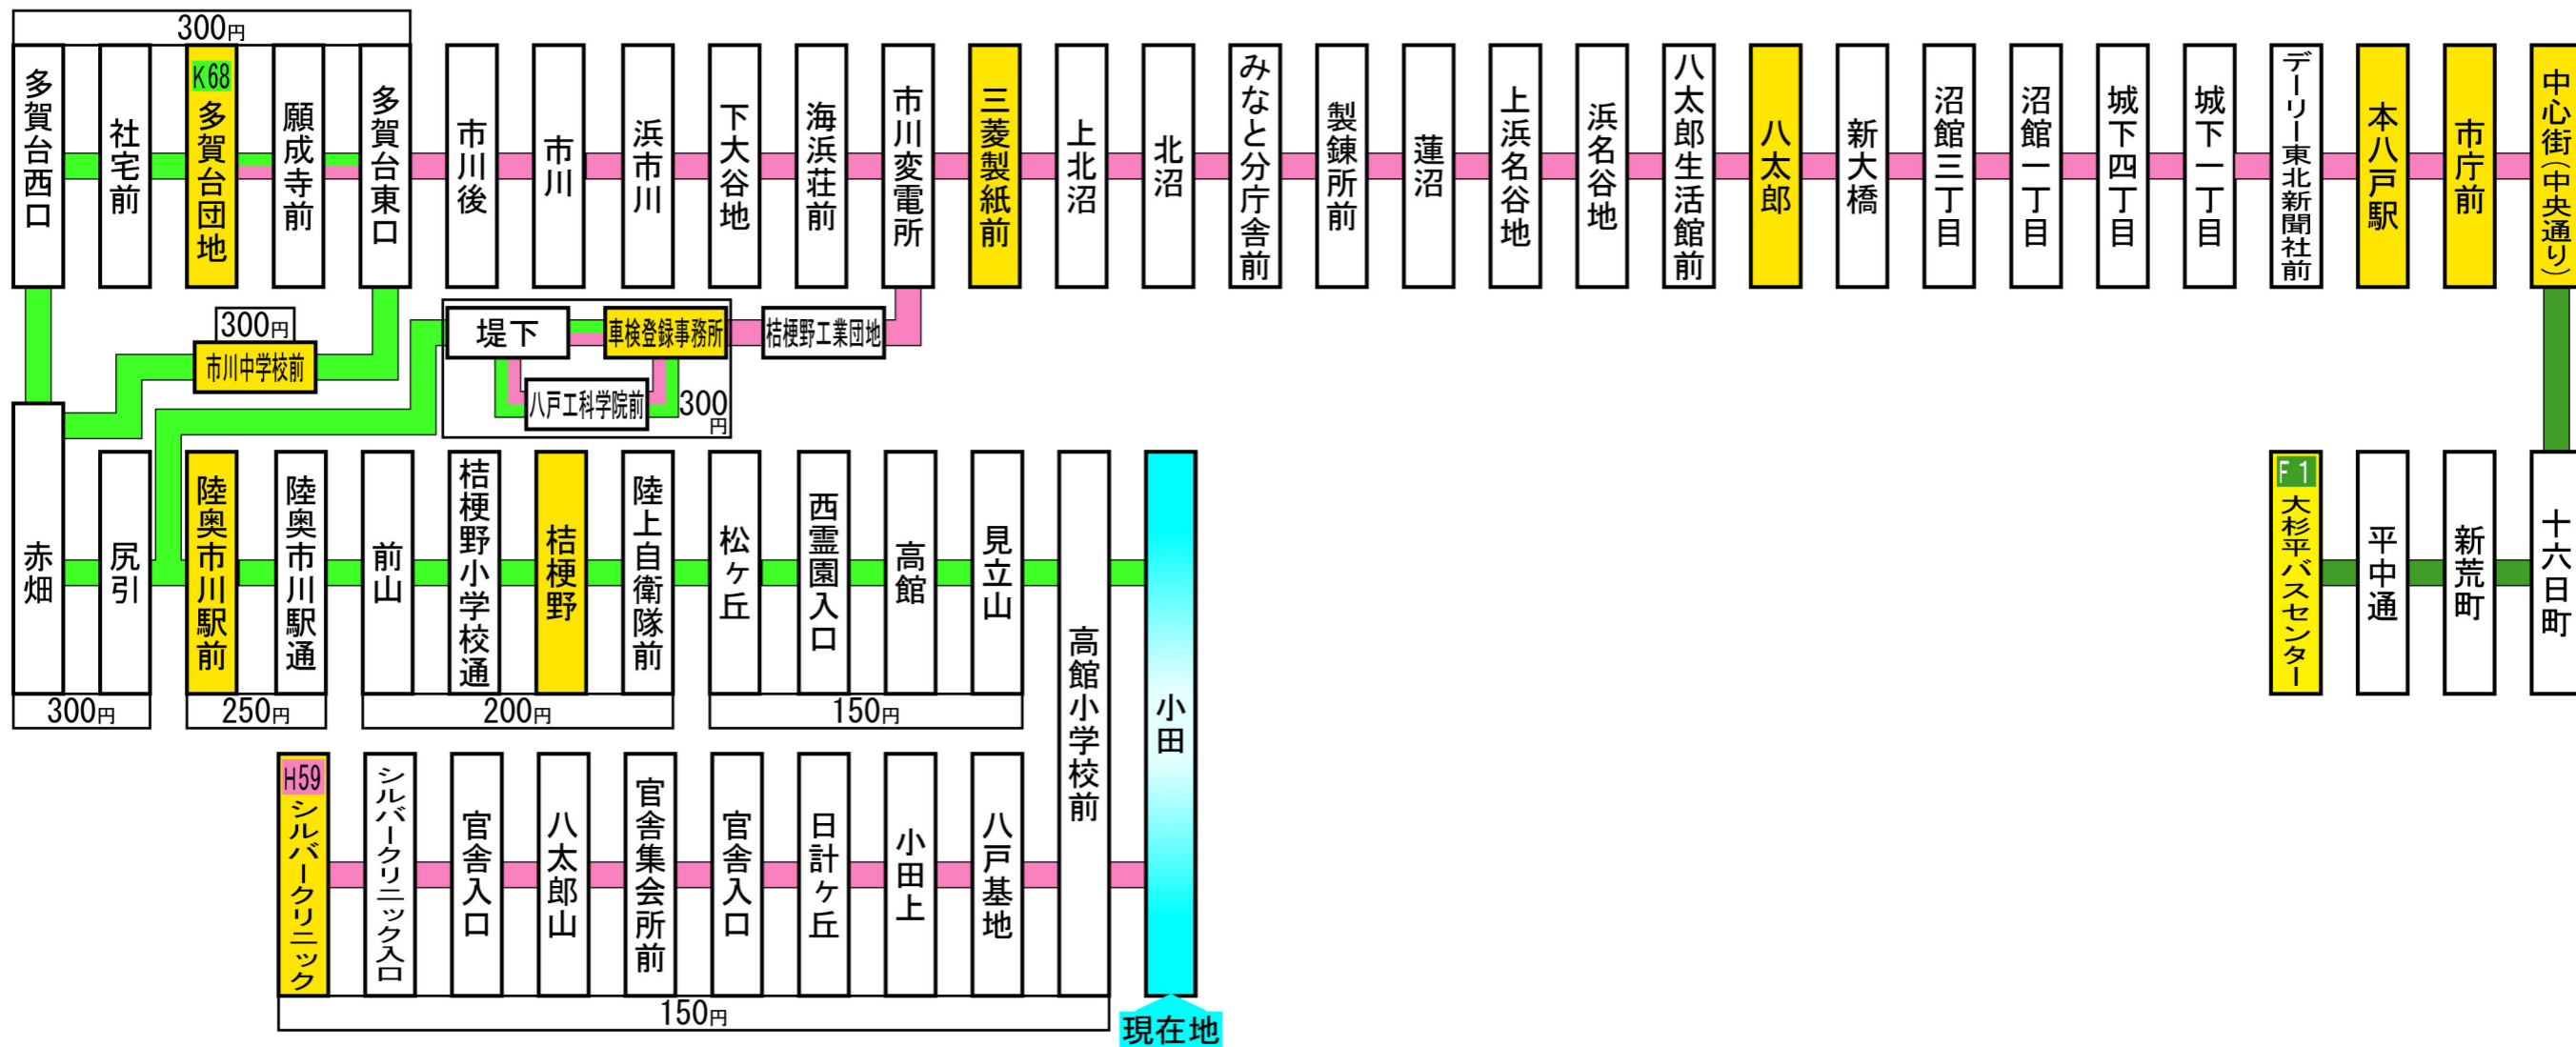 300円
多賀台西口
社宅前
K68
多賀台団地
願成寺前
多賀台東口
市川後
市川
浜市川
下大谷地
海浜荘前
市川変電所
三菱製紙前
上北沼
北沼
みなと分庁舎前
製錬所前
蓮沼
上浜名谷地
浜名谷地
八太郎生活館前
八太郎
新大橋
沼館三丁目
沼館一丁目
城下四丁目
城下一丁目
デーリー東北新聞社前
本八戸駅
市庁前
中心街(中央通り)
300円
市川中学校前
堤下
車検登録事務所
桔梗野工業団地
八戸工科学院前
300円
赤畑
尻引
陸奥市川駅前
陸奥市川駅通
前山
桔梗野小学校通
桔梗野
陸上自衛隊前
松ヶ丘
西霊園入口
高館
見立山
高館小学校前
小田
F1
大杉平バスセンター
平中通
新荒町
十六日町
300円
250円
200円
150円
H59
シルバークリニック
シルバークリニック入口
官舎入口
八太郎山
官舎集会所前
官舎入口
日計ヶ丘
小田上
八戸基地
150円
現在地